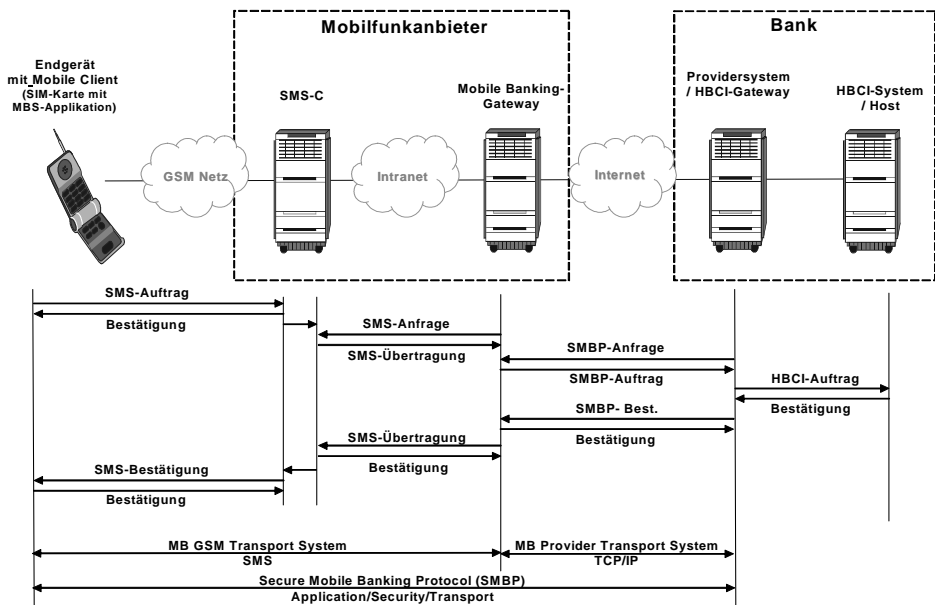 Mobilfunkanbieter
Bank
Endgerät
mit Mobile Client
(SIM-Karte mit
MBS-Applikation)
SMS-C
Mobile Banking-
Gateway
Providersystem
/ HBCI-Gateway
HBCI-System
/ Host
GSM Netz
Intranet
Internet
SMS-Auftrag
Bestätigung
SMS-Anfrage
SMS-Übertragung
SMBP-Anfrage
SMBP-Auftrag
HBCI-Auftrag
Bestätigung
SMBP- Best.
Bestätigung
SMS-Übertragung
Bestätigung
SMS-Bestätigung
Bestätigung
MB GSM Transport System
SMS
MB Provider Transport System
TCP/IP
Secure Mobile Banking Protocol (SMBP)
Application/Security/Transport